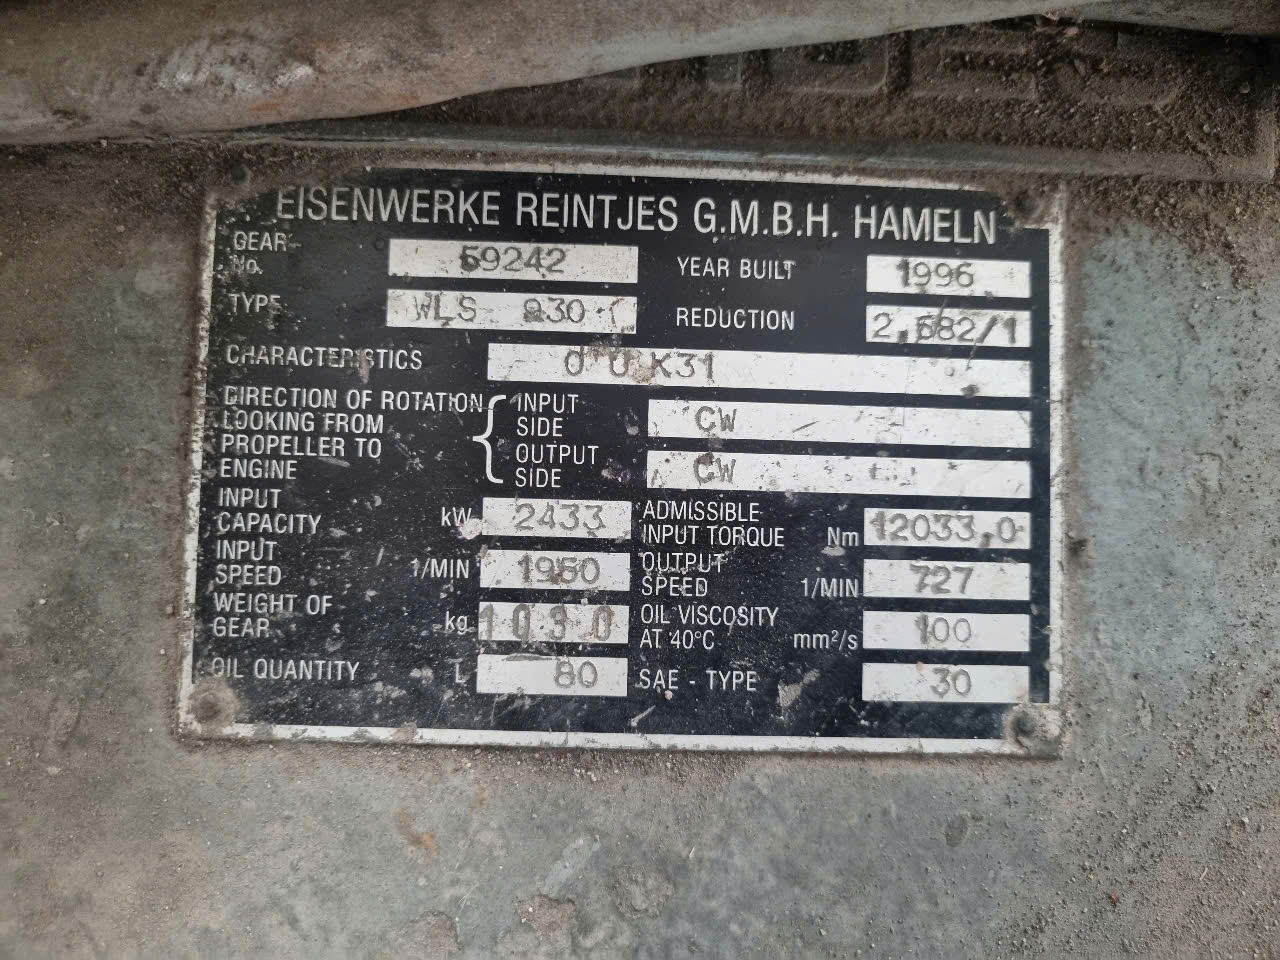 EISENWERKE REINTJES G.M.B.H. HAMELN
GEAR No. 59242 YEAR BUILT 1996
TYPE WLS 930 REDUCTION 2,682/1
CHARACTERISTICS d U K31
DIRECTION OF ROTATION LOOKING FROM PROPELLER TO ENGINE
INPUT SIDE CW
OUTPUT SIDE CW
INPUT CAPACITY kW 2433 ADMISSIBLE INPUT TORQUE Nm 12033,0
INPUT SPEED 1/MIN 1950 OUTPUT SPEED 1/MIN 727
WEIGHT OF GEAR kg 1030 OIL VISCOSITY AT 40°C mm²/s 100
OIL QUANTITY L 80 SAE - TYPE 30